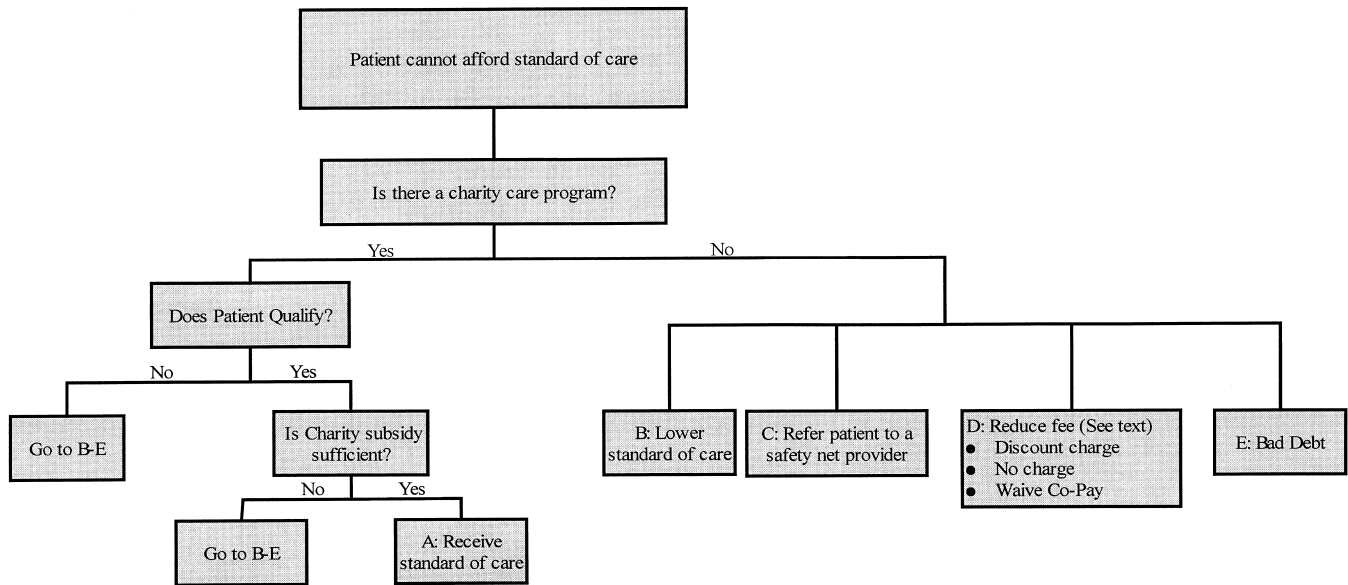 Patient cannot afford standard of care
Is there a charity care program?
Yes
No
Does Patient Qualify?
No
Yes
Go to B-E
Is Charity subsidy
sufficient?
No
Yes
Go to B-E
A: Receive
standard of care
B: Lower
standard of care
C: Refer patient to a
safety net provider
D: Reduce fee (See text)
● Discount charge
● No charge
● Waive Co-Pay
E: Bad Debt